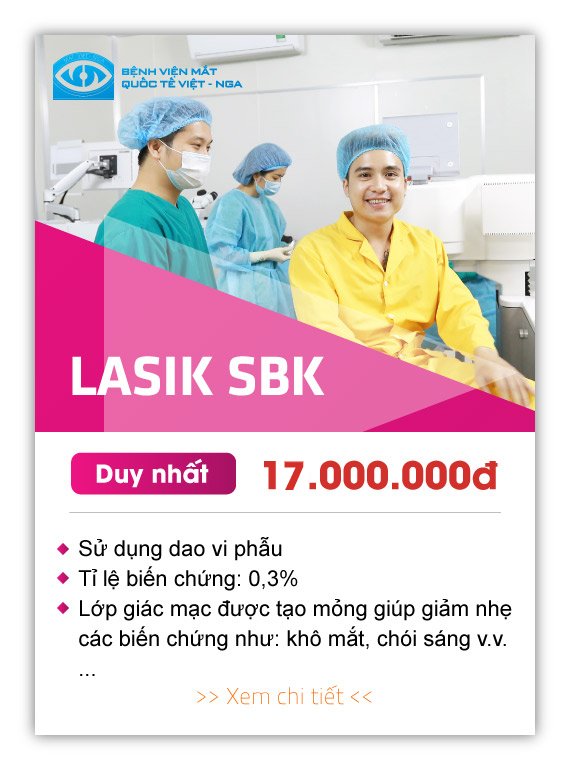 BỆNH VIỆN MẮT
QUỐC TẾ VIỆT - NGA
LASIK SBK
Duy nhất
17.000.000đ
Sử dụng dao vi phẫu
Tỉ lệ biến chứng: 0,3%
Lớp giác mạc được tạo mỏng giúp giảm nhẹ
các biến chứng như: khô mắt, chói sáng v.v.
...
>> Xem chi tiết <<